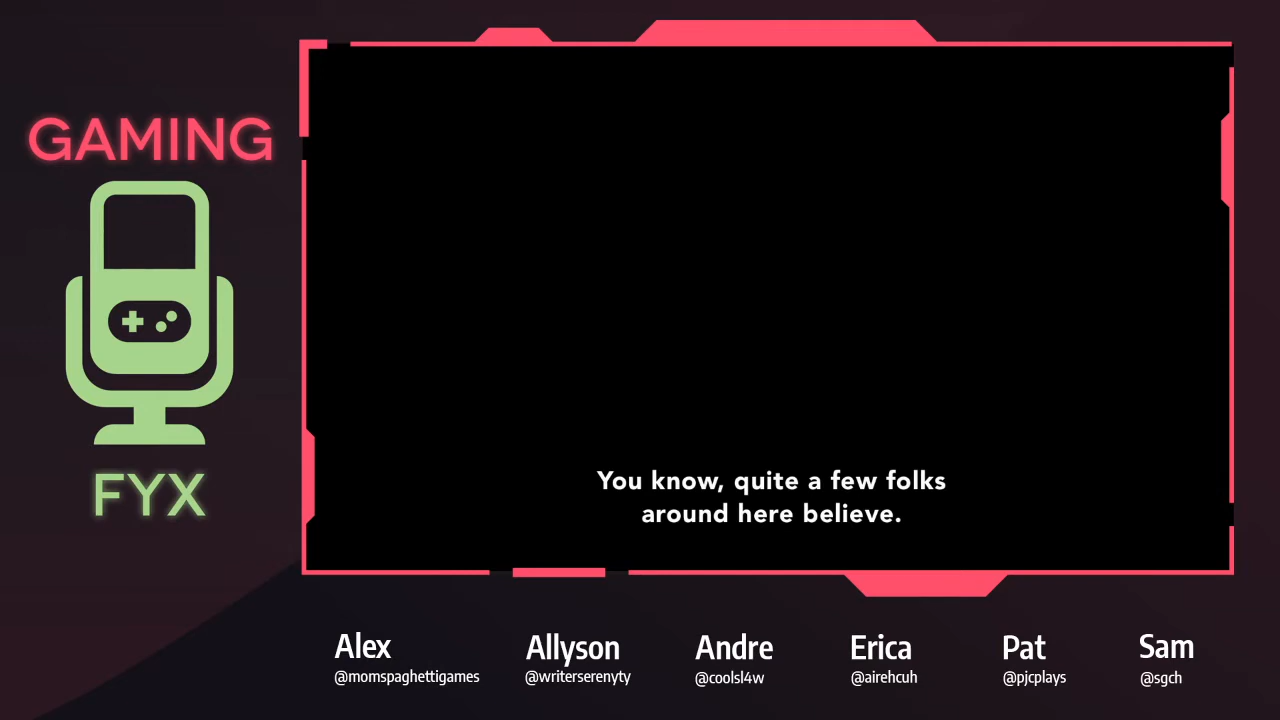 GAMING
FYX
You know, quite a few folks
around here believe.
Alex
@momspaghettigames
Allyson
@writerserenyty
Andre
@coolsl4w
Erica
@airehcuh
Pat
@pjcplays
Sam
@sgch